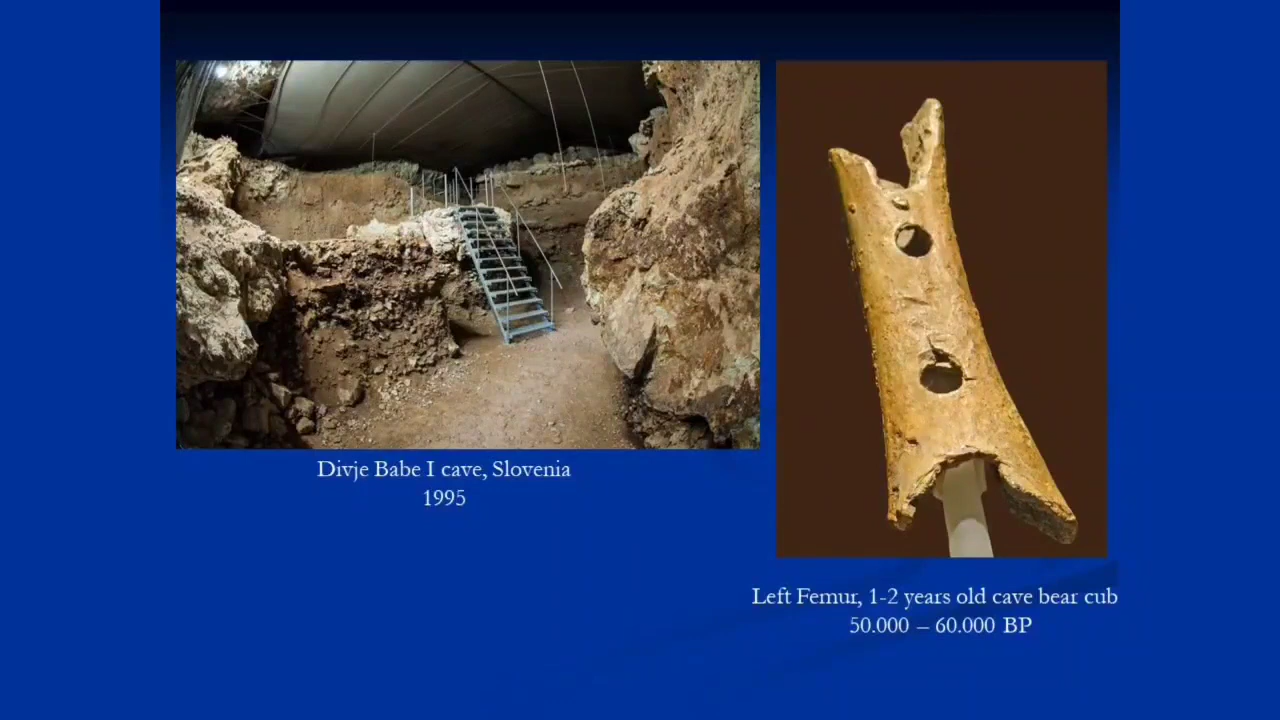 Divje Babe I cave, Slovenia
1995
Left Femur, 1-2 years old cave bear cub
50.000 – 60.000 BP